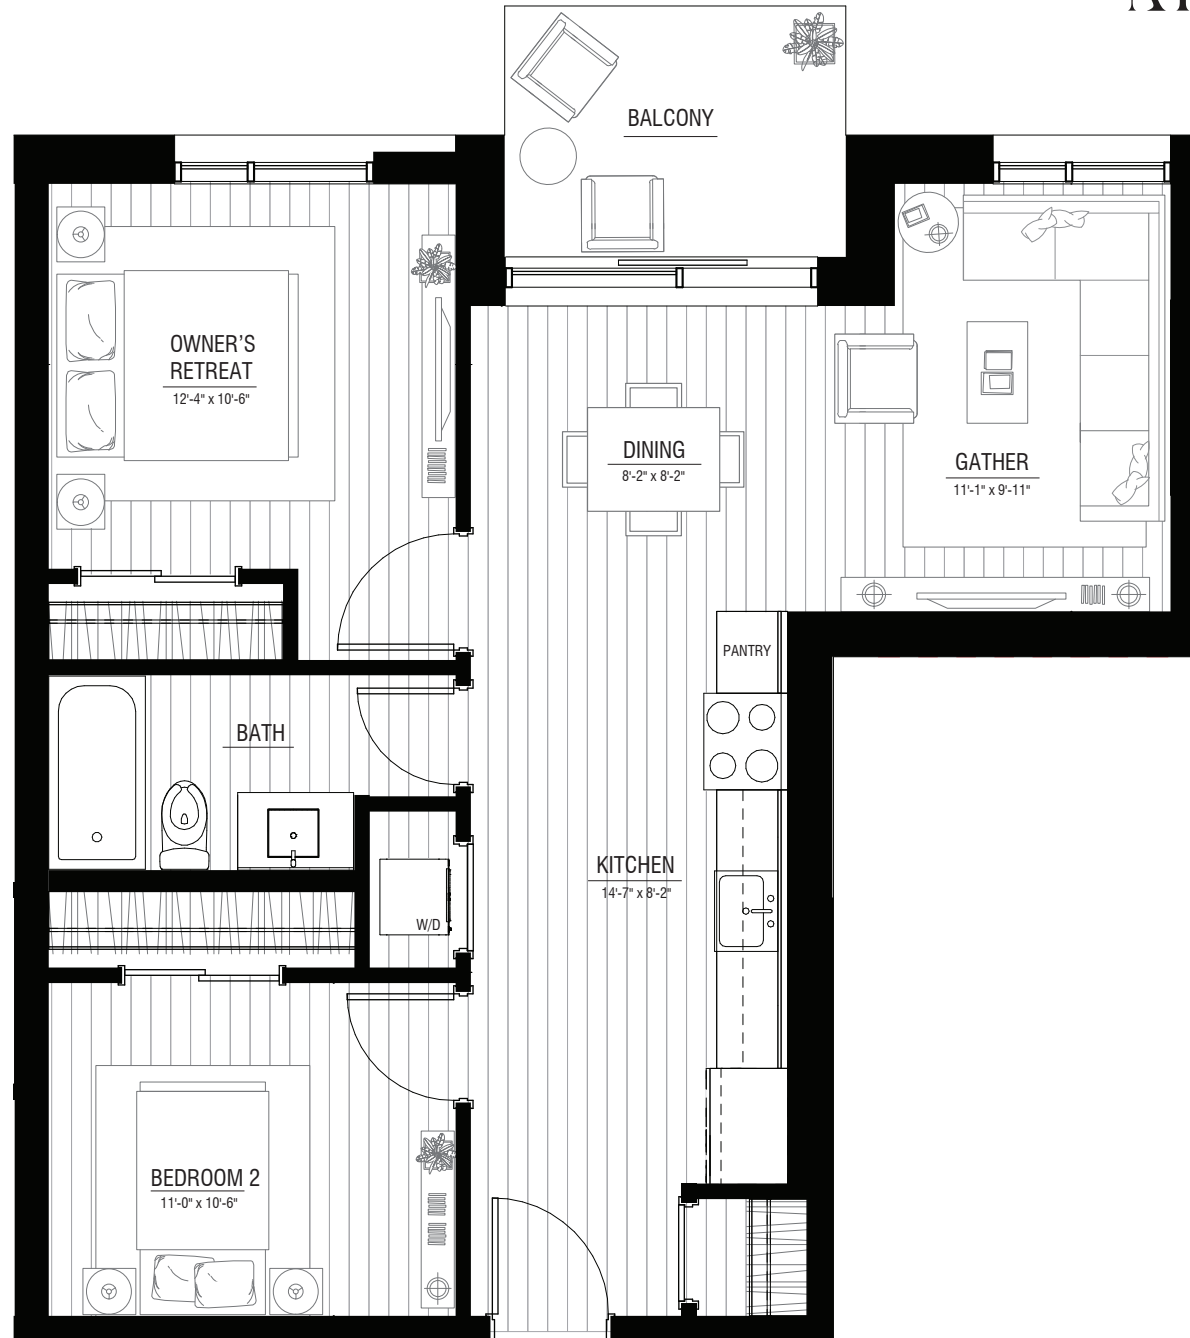 BALCONY
OWNER'S
RETREAT
12'-4" x 10'-6"
DINING
8'-2" x 8'-2"
GATHER
11'-1" x 9'-11"
PANTRY
BATH
KITCHEN
14'-7" x 8'-2"
W/D
BEDROOM 2
11'-0" x 10'-6"